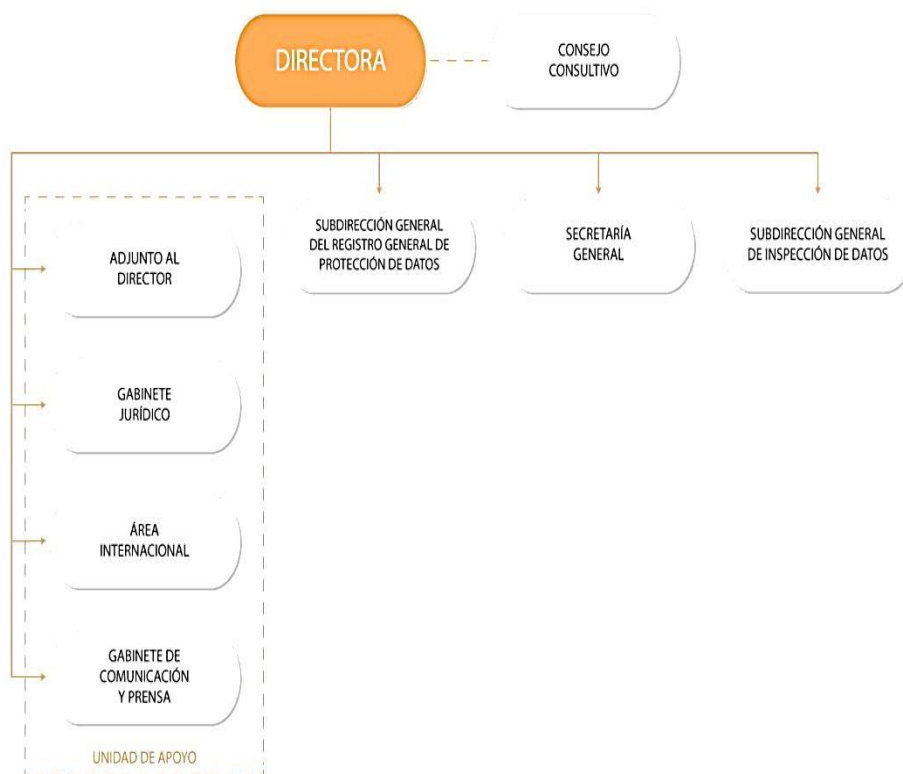 DIRECTORA
CONSEJO
CONSULTIVO
SUBDIRECCIÓN GENERAL
DEL REGISTRO GENERAL DE
PROTECCIÓN DE DATOS
SECRETARÍA
GENERAL
SUBDIRECCIÓN GENERAL
DE INSPECCIÓN DE DATOS
ADJUNTO AL
DIRECTOR
GABINETE
JURÍDICO
ÁREA
INTERNACIONAL
GABINETE DE
COMUNICACIÓN
Y PRENSA
UNIDAD DE APOYO